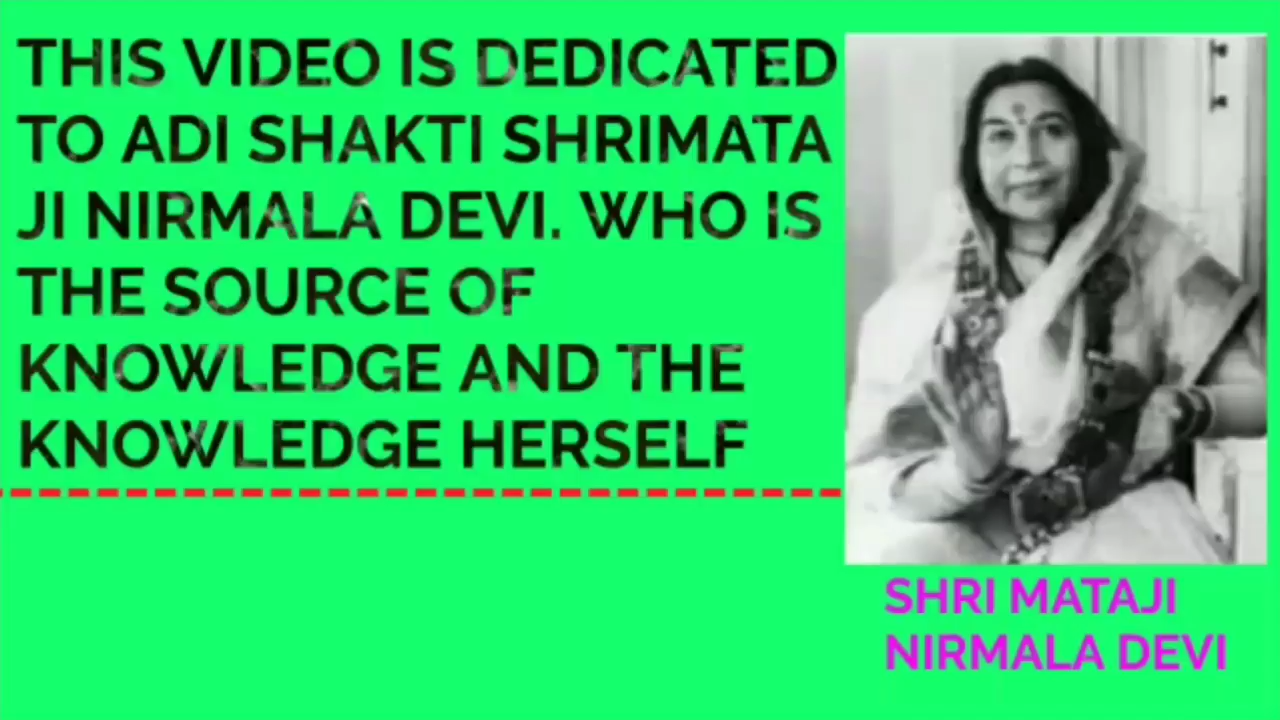 THIS VIDEO IS DEDICATED
TO ADI SHAKTI SHRIMATA
JI NIRMALA DEVI. WHO IS
THE SOURCE OF
KNOWLEDGE AND THE
KNOWLEDGE HERSELF
SHRI MATAJI
NIRMALA DEVI